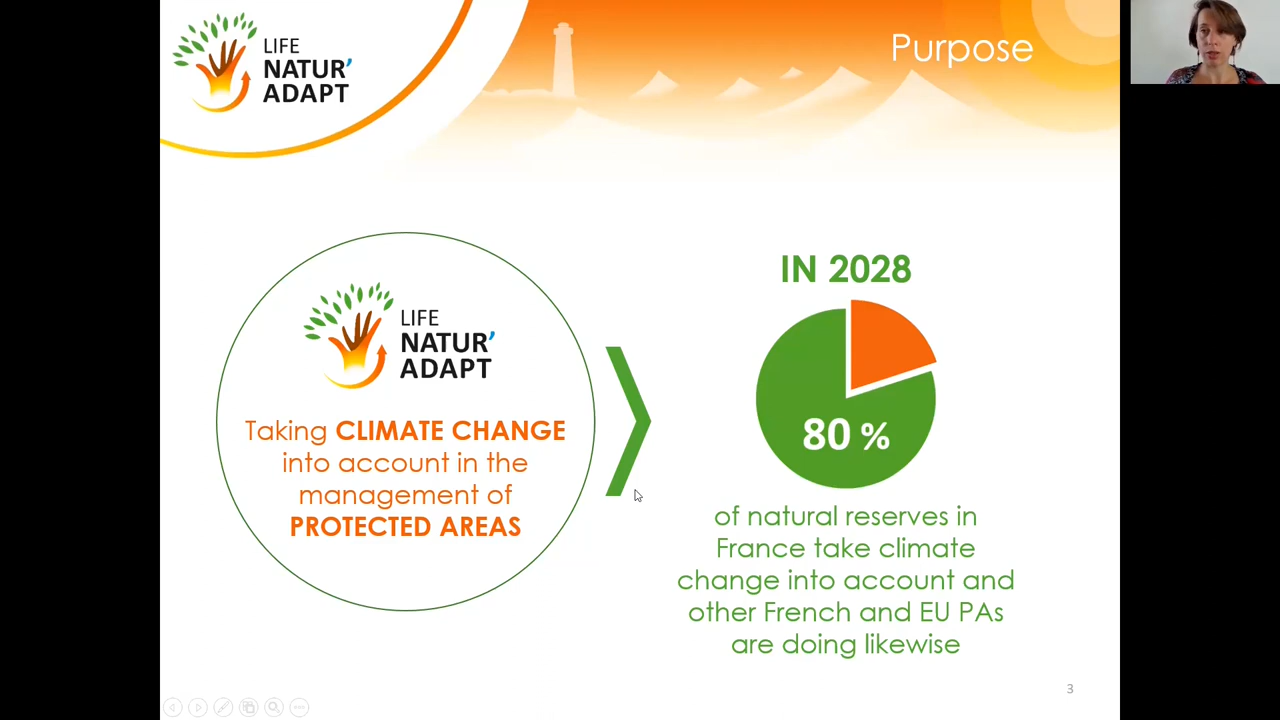 LIFE
NATUR’
ADAPT
Purpose
LIFE
NATUR’
ADAPT
Taking CLIMATE CHANGE
into account in the
management of
PROTECTED AREAS
IN 2028
80 %
of natural reserves in
France take climate
change into account and
other French and EU PAs
are doing likewise
3